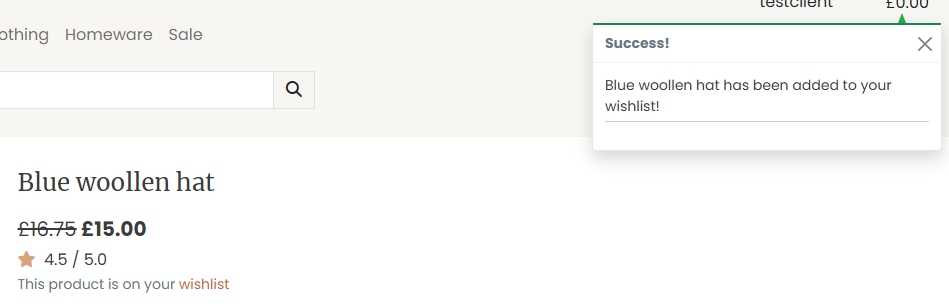 testclient £0.00
othing Homeware Sale
Success!
Blue woollen hat has been added to your
wishlist!
Blue woollen hat
£16.75 £15.00
4.5 / 5.0
This product is on your wishlist